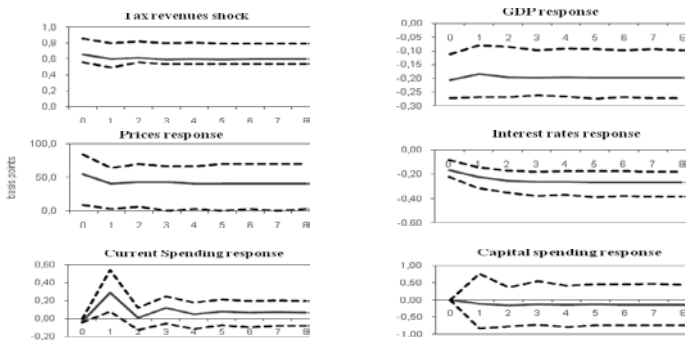 Tax revenues shock
1,0
0,8
0,6
0,4
0,2
0,0
0 1 2 3 4 5 6 7 8
GDP response
0,00
-0,05
-0,10
-0,15
-0,20
-0,25
-0,30
0 1 2 3 4 5 6 7 8
Prices response
basis points
100,0
50,0
0,0
0 1 2 3 4 5 6 7 8
Interest rates response
0,00
-0,20
-0,40
-0,60
0 1 2 3 4 5 6 7 8
Current Spending response
0,60
0,40
0,20
0,00
-0,20
0 1 2 3 4 5 6 7 8
Capital spending response
1,00
0,50
0,00
-0,50
-1,00
0 1 2 3 4 5 6 7 8